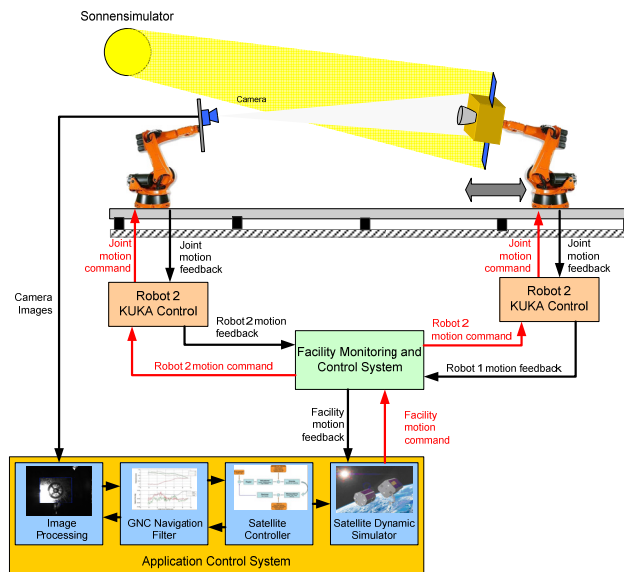 Sonnensimulator
Camera
Joint
motion
command
Joint
motion
feedback
Joint
motion
command
Joint
motion
feedback
Camera
Images
Robot 2
KUKA Control
Robot 2
KUKA Control
Robot 2 motion
feedback
Robot 2 motion command
Facility Monitoring and
Control System
Robot 2
motion command
Robot 1 motion feedback
Facility
motion
feedback
Facility
motion
command
Image
Processing
GNC Navigation
Filter
Satellite
Controller
Satellite Dynamic
Simulator
Application Control System